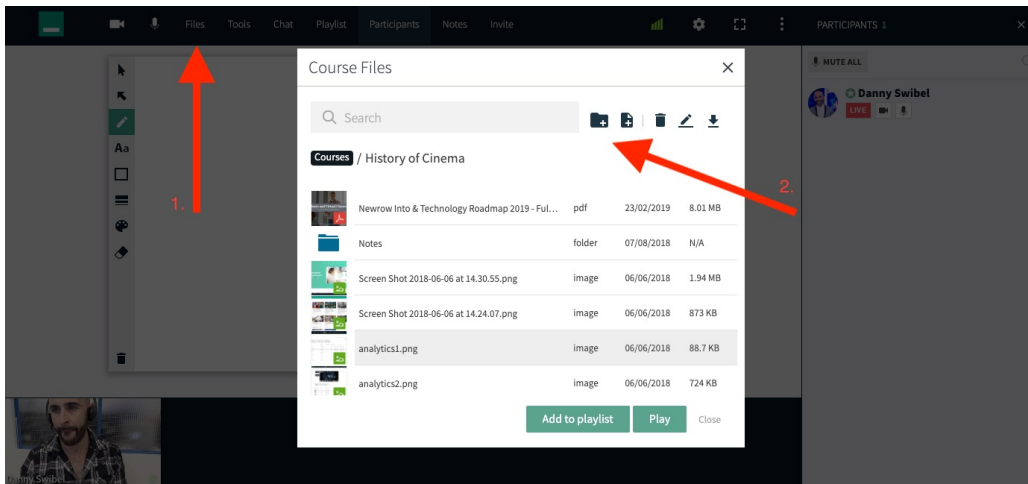 Files Tools Chat Playlist Participants Notes Invite PARTICIPANTS 1
MUTE ALL
Danny Swibel
LIVE
Course Files
Search
Courses / History of Cinema
Newrow Into & Technology Roadmap 2019 - Ful... pdf 23/02/2019 8.01 MB
Notes folder 07/08/2018 N/A
Screen Shot 2018-06-06 at 14.30.55.png image 06/06/2018 1.94 MB
Screen Shot 2018-06-06 at 14.24.07.png image 06/06/2018 873 KB
analytics1.png image 06/06/2018 88.7 KB
analytics2.png image 06/06/2018 724 KB
Add to playlist Play Close
Aa
1.
2.
Danny Swibel